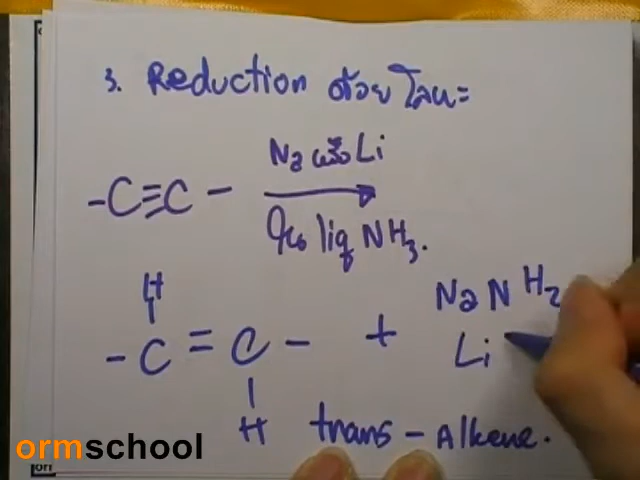 3. Reduction ด้วยโลหะ
Na หรือ Li
-C≡C-
ใน liq NH3.
H
-C=C- + NaNH2
Li
H
trans-Alkene.
ormschool